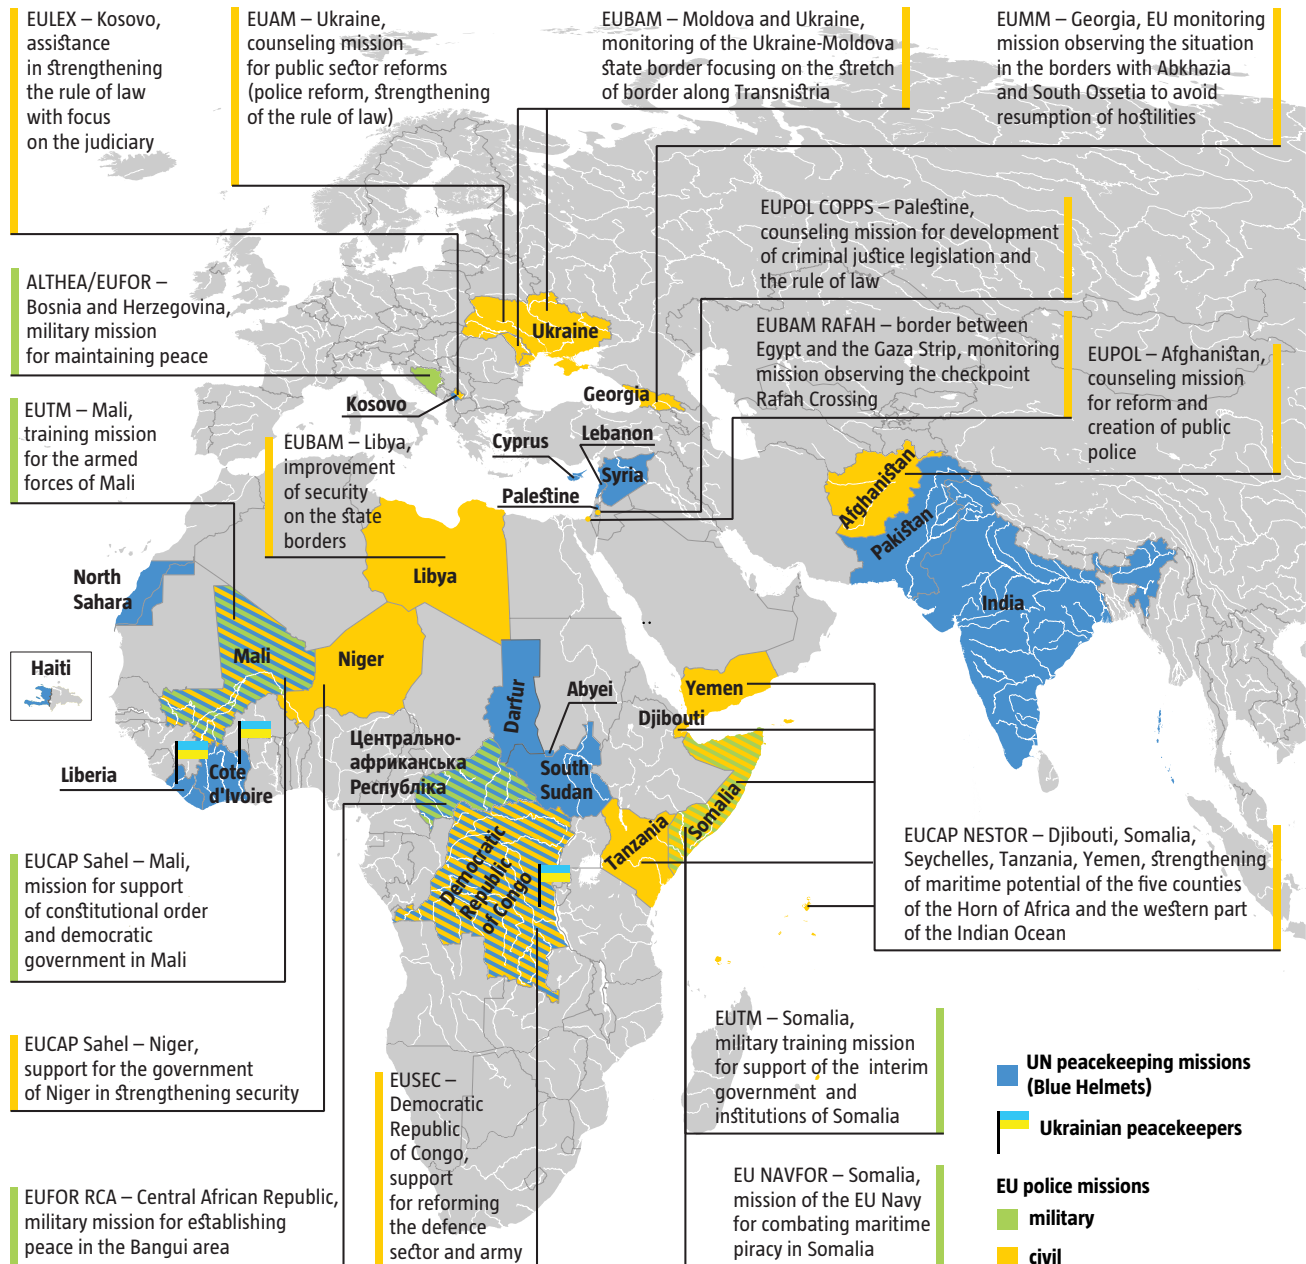 EULEX – Kosovo,
assistance
in strengthening
the rule of law
with focus
on the judiciary
EUAM – Ukraine,
counseling mission
for public sector reforms
(police reform, strengthening
of the rule of law)
EUBAM – Moldova and Ukraine,
monitoring of the Ukraine-Moldova
state border focusing on the stretch
of border along Transnistria
EUMM – Georgia, EU monitoring
mission observing the situation
in the borders with Abkhazia
and South Ossetia to avoid
resumption of hostilities
EUPOL COPPS – Palestine,
counseling mission for development
of criminal justice legislation and
the rule of law
ALTHEA/EUFOR –
Bosnia and Herzegovina,
military mission
for maintaining peace
EUBAM RAFAH – border between
Egypt and the Gaza Strip, monitoring
mission observing the checkpoint
Rafah Crossing
EUPOL – Afghanistan,
counseling mission
for reform and
creation of public
police
EUTM – Mali,
training mission
for the armed
forces of Mali
EUBAM – Libya,
improvement
of security
on the state
borders
Ukraine
Georgia
Kosovo
Cyprus
Lebanon
Syria
Palestine
Afghanistan
Pakistan
India
North
Sahara
Libya
Haiti
Mali
Niger
Darfur
Abyei
Yemen
Djibouti
Центрально-
африканська
Республіка
South
Sudan
Liberia
Cote
d'Ivoire
Somalia
Tanzania
Democratic
Republic
of Congo
EUCAP NESTOR – Djibouti, Somalia,
Seychelles, Tanzania, Yemen, strengthening
of maritime potential of the five counties
of the Horn of Africa and the western part
of the Indian Ocean
EUCAP Sahel – Mali,
mission for support
of constitutional order
and democratic
government in Mali
EUCAP Sahel – Niger,
support for the government
of Niger in strengthening security
EUSEC –
Democratic
Republic
of Congo,
support
for reforming
the defence
sector and army
EUTM – Somalia,
military training mission
for support of the interim
government and
institutions of Somalia
EUFOR RCA – Central African Republic,
military mission for establishing
peace in the Bangui area
EU NAVFOR – Somalia,
mission of the EU Navy
for combating maritime
piracy in Somalia
UN peacekeeping missions
(Blue Helmets)
Ukrainian peacekeepers
EU police missions
military
civil